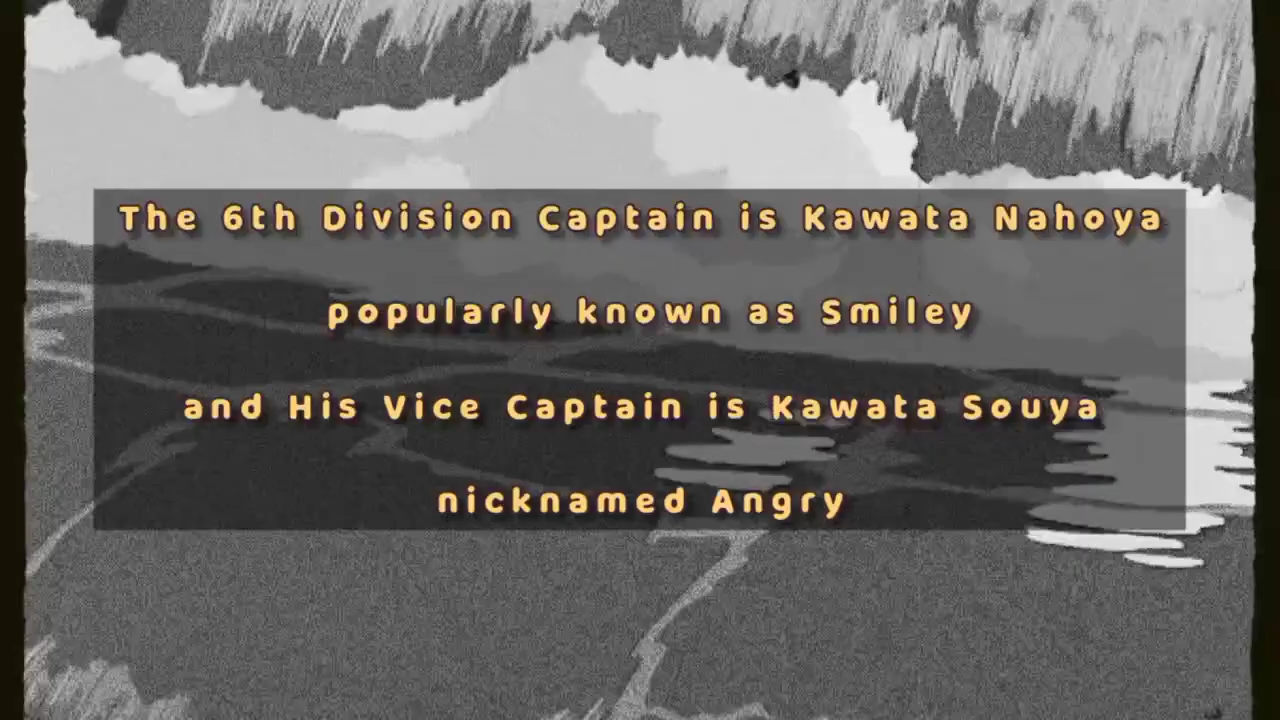 The 6th Division Captain is Kawata Nahoya
popularly known as Smiley
and His Vice Captain is Kawata Souya
nicknamed Angry